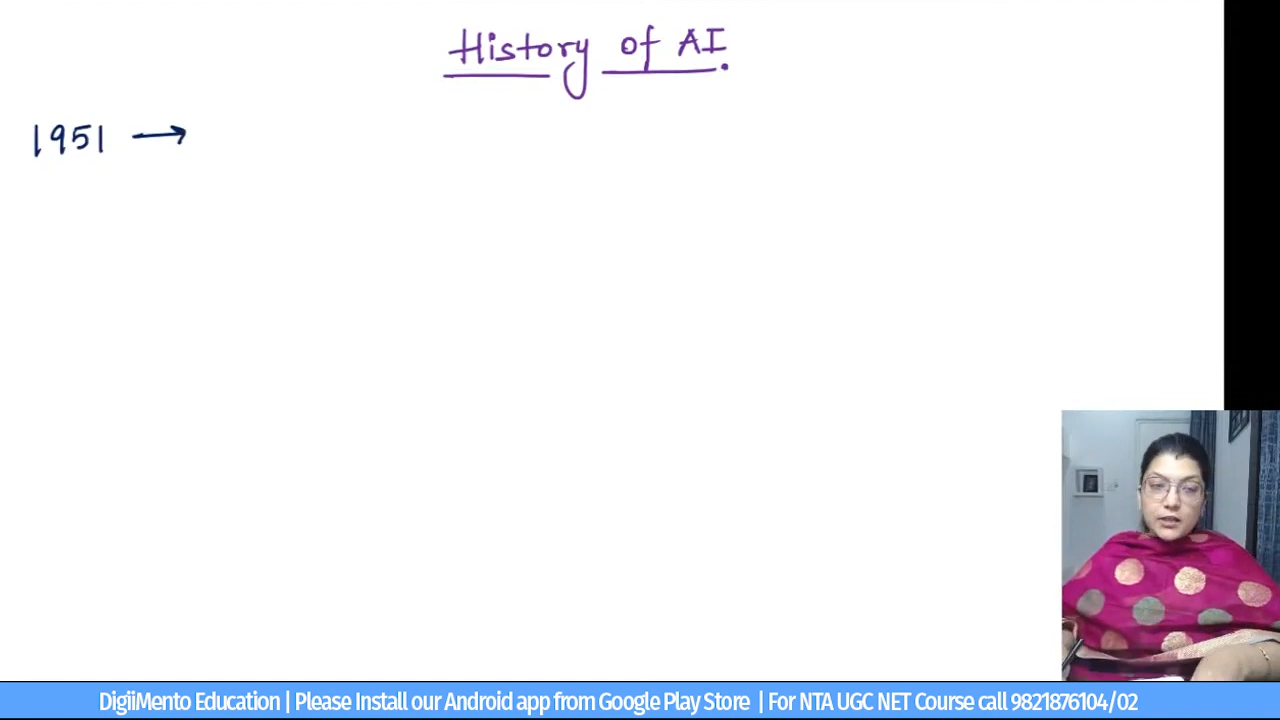 History of AI.
1951 →
DigiiMento Education | Please Install our Android app from Google Play Store | For NTA UGC NET Course call 9821876104/02